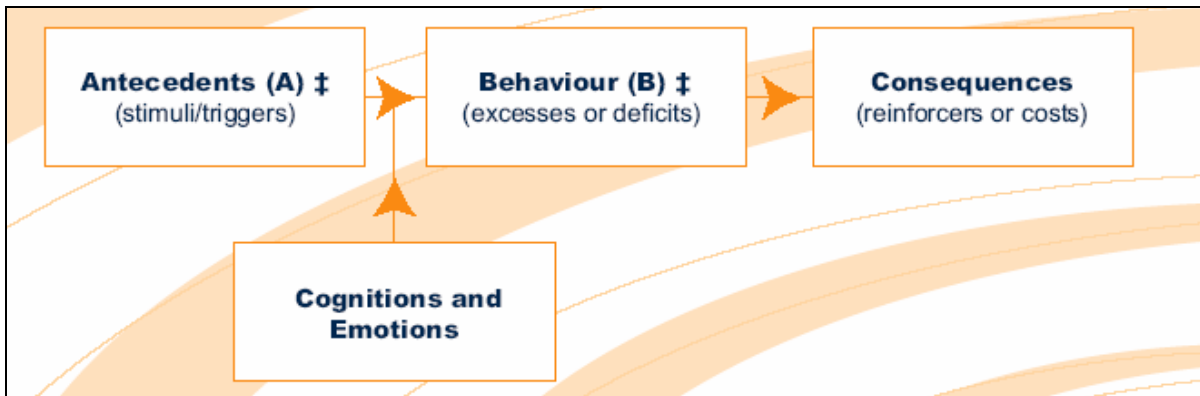 Antecedents (A) ‡
(stimuli/triggers)
Behaviour (B) ‡
(excesses or deficits)
Consequences
(reinforcers or costs)
Cognitions and
Emotions